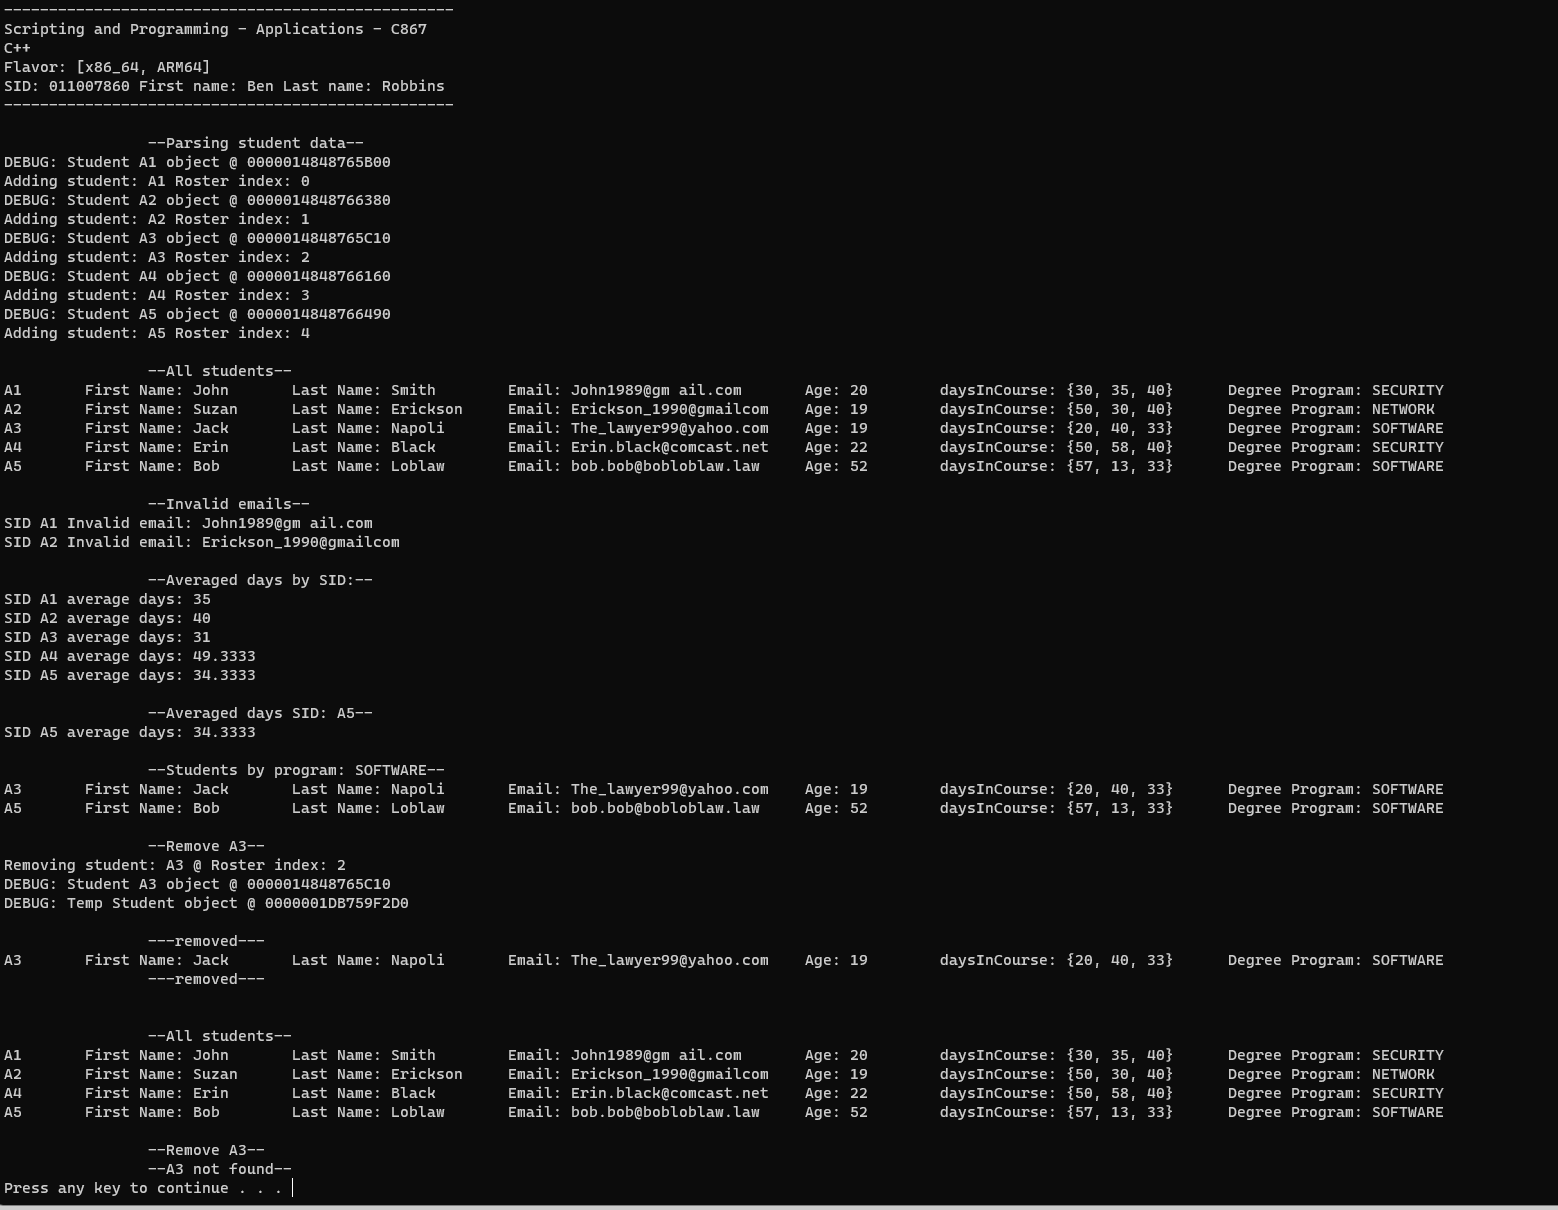 --------------------------------------------------
Scripting and Programming - Applications - C867
C++
Flavor: [x86_64, ARM64]
SID: 011007860 First name: Ben Last name: Robbins
--------------------------------------------------
--Parsing student data--
DEBUG: Student A1 object @ 0000014848765B00
Adding student: A1 Roster index: 0
DEBUG: Student A2 object @ 0000014848766380
Adding student: A2 Roster index: 1
DEBUG: Student A3 object @ 0000014848765C10
Adding student: A3 Roster index: 2
DEBUG: Student A4 object @ 0000014848766160
Adding student: A4 Roster index: 3
DEBUG: Student A5 object @ 0000014848766490
Adding student: A5 Roster index: 4
--All students--
A1 First Name: John Last Name: Smith Email: John1989@gm ail.com Age: 20 daysInCourse: {30, 35, 40} Degree Program: SECURITY
A2 First Name: Suzan Last Name: Erickson Email: Erickson_1990@gmailcom Age: 19 daysInCourse: {50, 30, 40} Degree Program: NETWORK
A3 First Name: Jack Last Name: Napoli Email: The_lawyer99@yahoo.com Age: 19 daysInCourse: {20, 40, 33} Degree Program: SOFTWARE
A4 First Name: Erin Last Name: Black Email: Erin.black@comcast.net Age: 22 daysInCourse: {50, 58, 40} Degree Program: SECURITY
A5 First Name: Bob Last Name: Loblaw Email: bob.bob@bobloblaw.law Age: 52 daysInCourse: {57, 13, 33} Degree Program: SOFTWARE
--Invalid emails--
SID A1 Invalid email: John1989@gm ail.com
SID A2 Invalid email: Erickson_1990@gmailcom
--Averaged days by SID:--
SID A1 average days: 35
SID A2 average days: 40
SID A3 average days: 31
SID A4 average days: 49.3333
SID A5 average days: 34.3333
--Averaged days SID: A5--
SID A5 average days: 34.3333
--Students by program: SOFTWARE--
A3 First Name: Jack Last Name: Napoli Email: The_lawyer99@yahoo.com Age: 19 daysInCourse: {20, 40, 33} Degree Program: SOFTWARE
A5 First Name: Bob Last Name: Loblaw Email: bob.bob@bobloblaw.law Age: 52 daysInCourse: {57, 13, 33} Degree Program: SOFTWARE
--Remove A3--
Removing student: A3 @ Roster index: 2
DEBUG: Student A3 object @ 0000014848765C10
DEBUG: Temp Student object @ 0000001DB759F2D0
---removed---
A3 First Name: Jack Last Name: Napoli Email: The_lawyer99@yahoo.com Age: 19 daysInCourse: {20, 40, 33} Degree Program: SOFTWARE
---removed---
--All students--
A1 First Name: John Last Name: Smith Email: John1989@gm ail.com Age: 20 daysInCourse: {30, 35, 40} Degree Program: SECURITY
A2 First Name: Suzan Last Name: Erickson Email: Erickson_1990@gmailcom Age: 19 daysInCourse: {50, 30, 40} Degree Program: NETWORK
A4 First Name: Erin Last Name: Black Email: Erin.black@comcast.net Age: 22 daysInCourse: {50, 58, 40} Degree Program: SECURITY
A5 First Name: Bob Last Name: Loblaw Email: bob.bob@bobloblaw.law Age: 52 daysInCourse: {57, 13, 33} Degree Program: SOFTWARE
--Remove A3--
--A3 not found--
Press any key to continue . . .